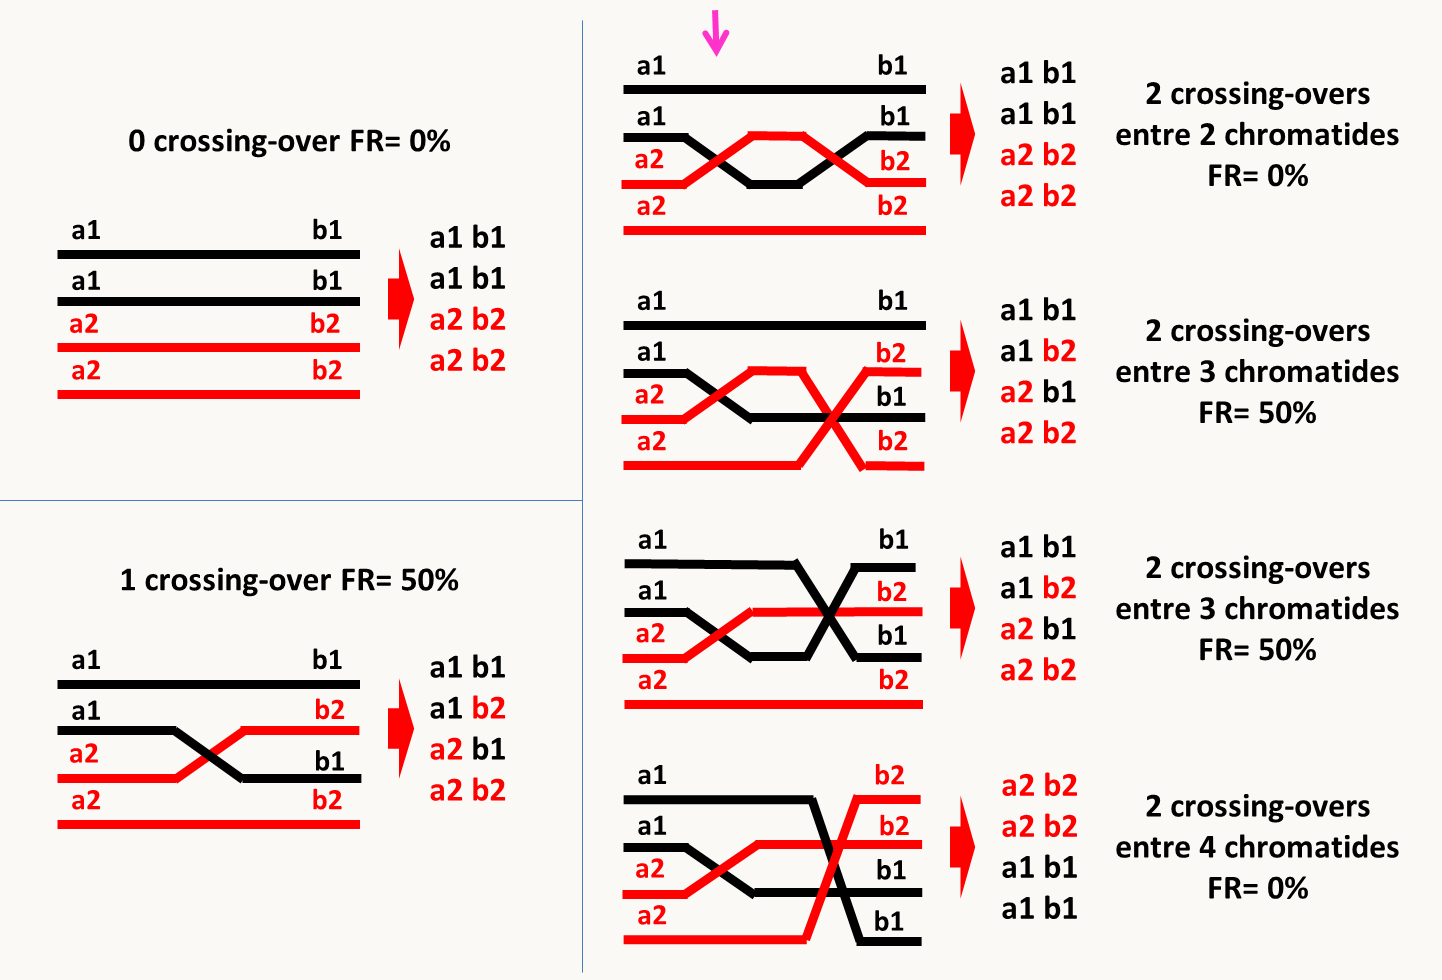 0 crossing-over FR= 0%
a1 b1
a1 b1
a2 b2
a2 b2
a1 b1
a1 b1
a2 b2
a2 b2
1 crossing-over FR= 50%
a1 b1
a1 b2
a2 b1
a2 b2
a1 b1
a1 b2
a2 b1
a2 b2
a1 b1
a1 b1
a2 b2
a2 b2
a1 b1
a1 b1
a2 b2
a2 b2
2 crossing-overs
entre 2 chromatides
FR= 0%
a1 b1
a1 b2
a2 b1
a2 b2
a1 b1
a1 b2
a2 b1
a2 b2
2 crossing-overs
entre 3 chromatides
FR= 50%
a1 b1
a1 b2
a2 b1
a2 b2
a1 b1
a1 b2
a2 b1
a2 b2
2 crossing-overs
entre 3 chromatides
FR= 50%
a1 b2
a1 b2
a2 b1
a2 b1
a2 b2
a2 b2
a1 b1
a1 b1
2 crossing-overs
entre 4 chromatides
FR= 0%